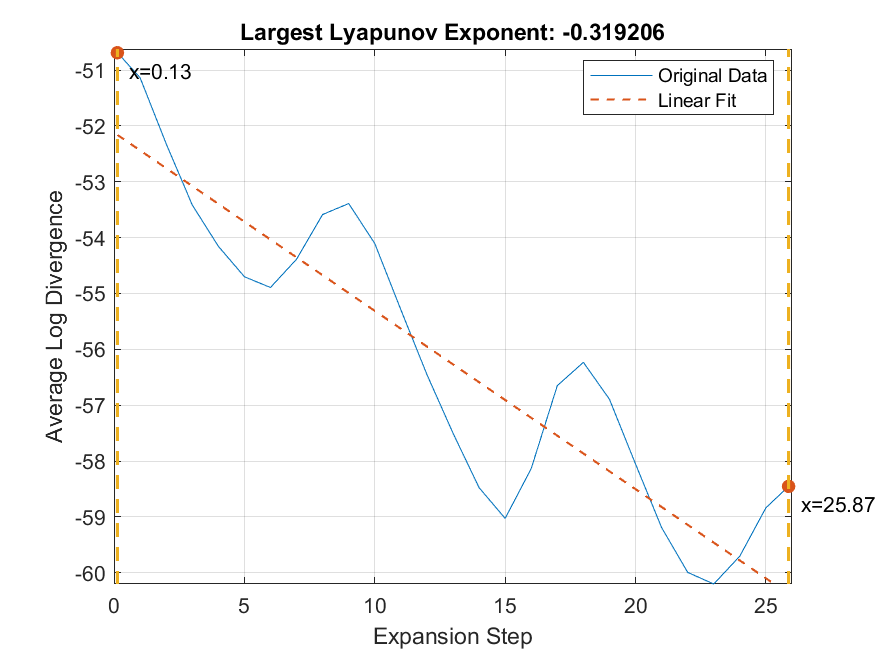 Largest Lyapunov Exponent: -0.319206
Original Data
Linear Fit
x=0.13
x=25.87
Average Log Divergence
-51
-52
-53
-54
-55
-56
-57
-58
-59
-60
0 5 10 15 20 25
Expansion Step